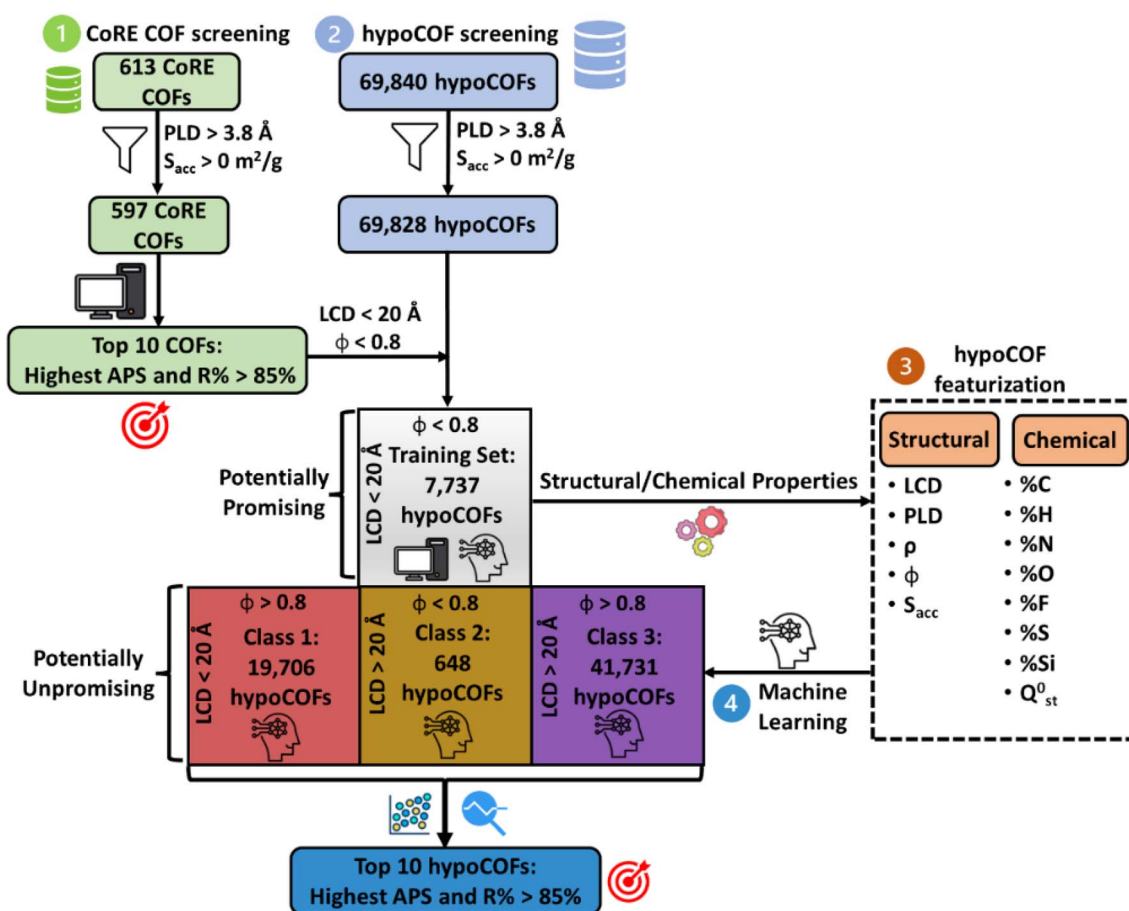 1 CoRE COF screening
613 CoRE
COFs
PLD > 3.8 Å
S_acc > 0 m²/g
597 CoRE
COFs
Top 10 COFs:
Highest APS and R% > 85%
2 hypoCOF screening
69,840 hypoCOFs
PLD > 3.8 Å
S_acc > 0 m²/g
69,828 hypoCOFs
LCD < 20 Å
ϕ < 0.8
Potentially
Promising
LCD < 20 Å
ϕ < 0.8
Training Set:
7,737
hypoCOFs
Structural/Chemical Properties
3 hypoCOF
featurization
Structural
• LCD
• PLD
• ρ
• ϕ
• S_acc
Chemical
• %C
• %H
• %N
• %O
• %F
• %S
• %Si
• Q⁰_st
4 Machine
Learning
Potentially
Unpromising
LCD < 20 Å
ϕ > 0.8
Class 1:
19,706
hypoCOFs
LCD > 20 Å
ϕ < 0.8
Class 2:
648
hypoCOFs
LCD > 20 Å
ϕ > 0.8
Class 3:
41,731
hypoCOFs
Top 10 hypoCOFs:
Highest APS and R% > 85%